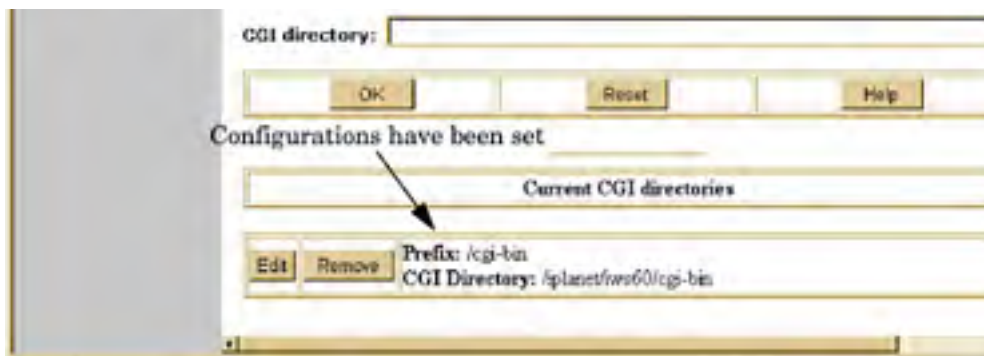 CGI directory:
OK Reset Help
Configurations have been set
Current CGI directories
Edit Remove Prefix: /cgi-bin
CGI Directory: /iplanet/iws60/cgi-bin